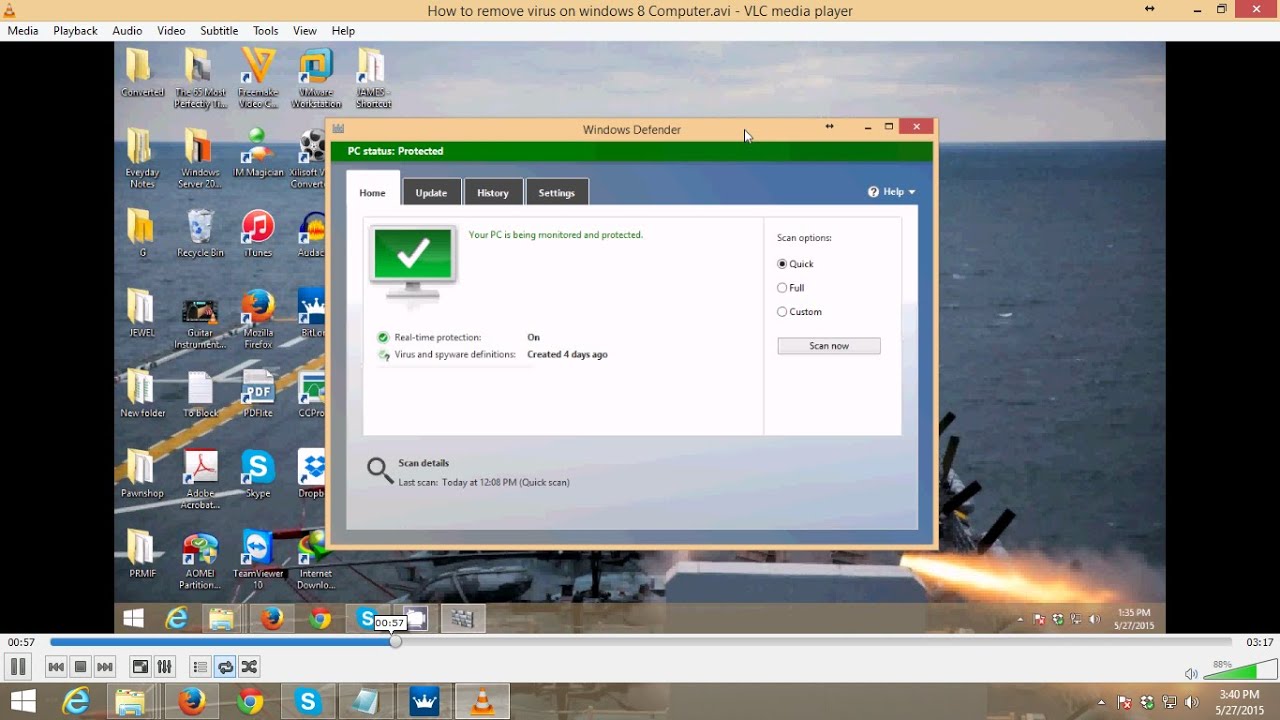 How to remove virus on windows 8 Computer.avi - VLC media player
Media Playback Audio Video Subtitle Tools View Help
Converted
The 65 Most
Perfectly Ti...
Freemake
Video C...
VMware
Workstation
JAMES -
Shortcut
Windows Defender
PC status: Protected
Eveyday
Notes
Windows
Server 20...
IM Magician
Xilisoft V
Convert
Home
Update
History
Settings
Help
Your PC is being monitored and protected.
Scan options:
Quick
Full
Custom
Scan now
G
Recycle Bin
iTunes
Audac
Real-time protection: On
Virus and spyware definitions: Created 4 days ago
JEWEL
Guitar
Instrument...
Mozilla
Firefox
BitLor
New folder
To block
PDF
PDFlite
CCPro
Scan details
Last scan: Today at 12:08 PM (Quick scan)
Pawnshop
Adobe
Acrobat...
Skype
Dropb
PRMIF
AOMEI
Partition...
TeamViewer
10
Internet
Downlo...
1:35 PM
5/27/2015
00:57
00:57
03:17
88%
3:40 PM
5/27/2015